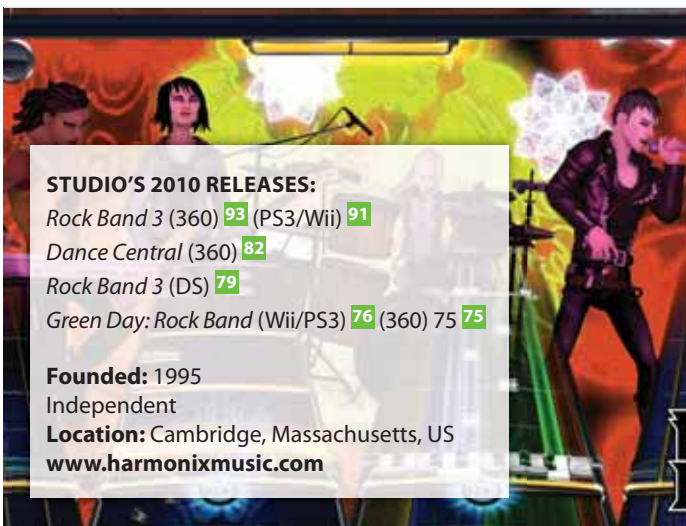 STUDIO'S 2010 RELEASES:
Rock Band 3 (360) 93 (PS3/Wii) 91
Dance Central (360) 82
Rock Band 3 (DS) 79
Green Day: Rock Band (Wii/PS3) 76 (360) 75 75
Founded: 1995
Independent
Location: Cambridge, Massachusetts, US
www.harmonixmusic.com